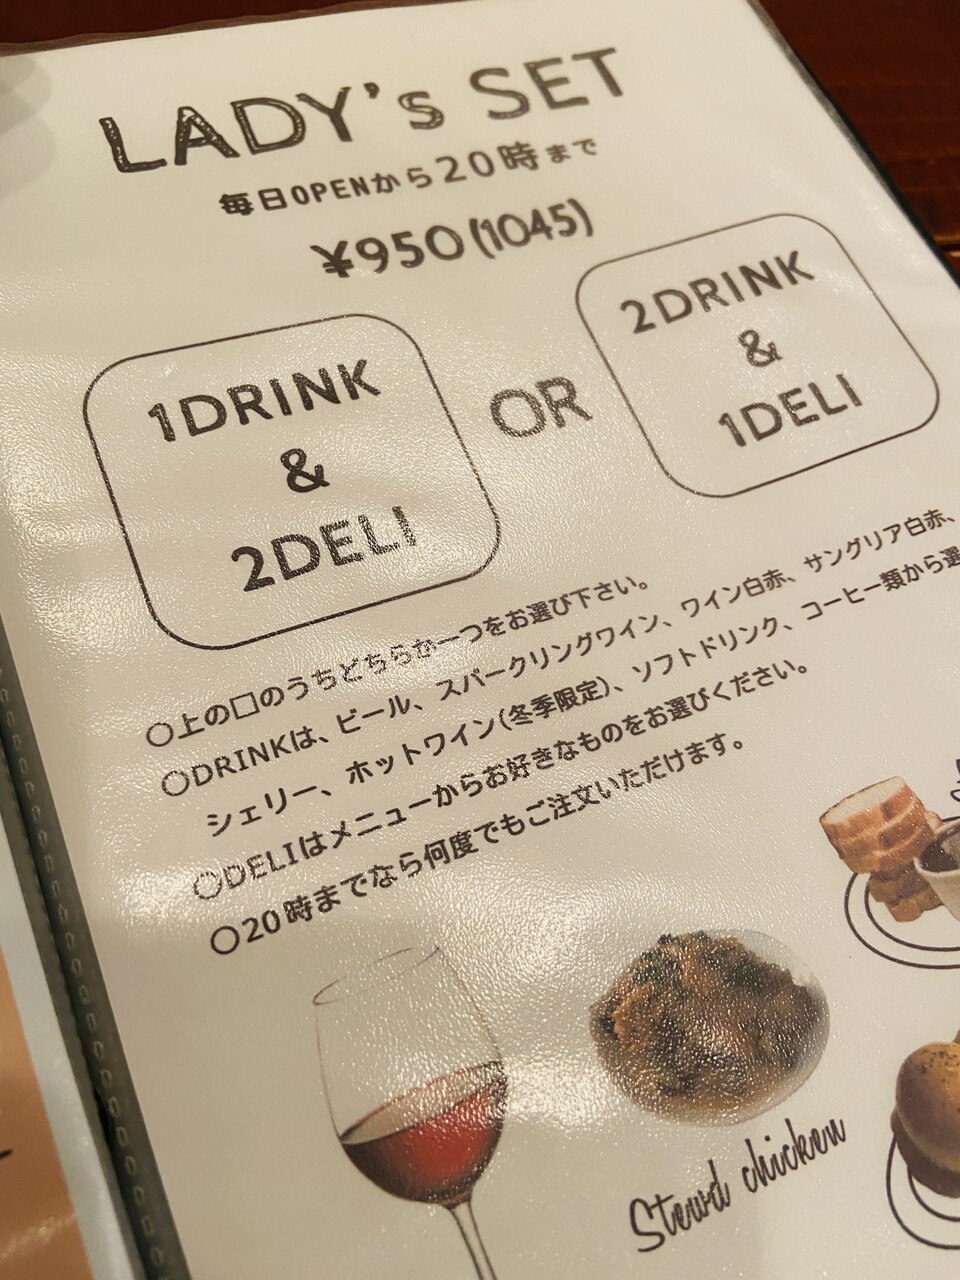 LADY's SET
毎日OPENから20時まで
¥950(1045)
1DRINK
&
2DELI
OR
2DRINK
&
1DELI
○上の口のうちどちらか一つをお選び下さい。
○DRINKは、ビール、スパークリングワイン、ワイン白赤、サングリア白赤、
シェリー、ホットワイン(冬季限定)、ソフトドリンク、コーヒー類から選
○DELIはメニューからお好きなものをお選びください。
○20時までなら何度でもご注文いただけます。
Stewd chicken